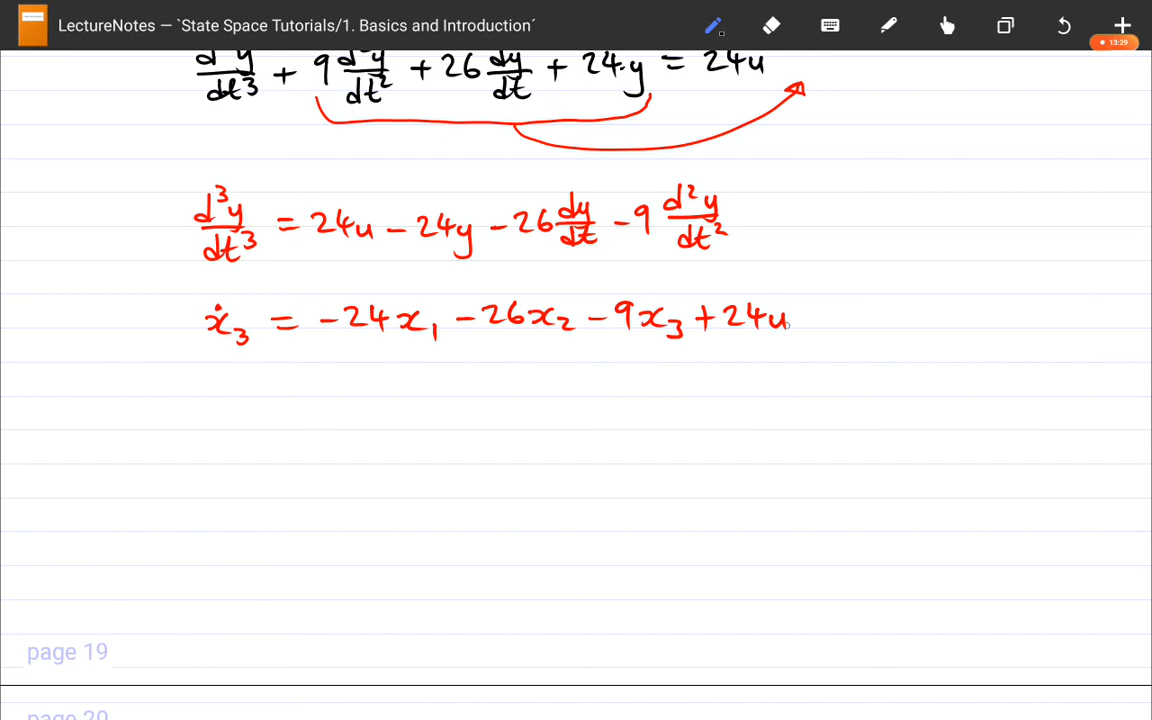 LectureNotes — `State Space Tutorials/1. Basics and Introduction´
13:29
d³y/dt³ + 9 d²y/dt² + 26 dy/dt + 24·y = 24u
d³y/dt³ = 24u − 24y − 26 dy/dt − 9 d²y/dt²
ẋ₃ = −24x₁ − 26x₂ − 9x₃ + 24u
page 19
page 20